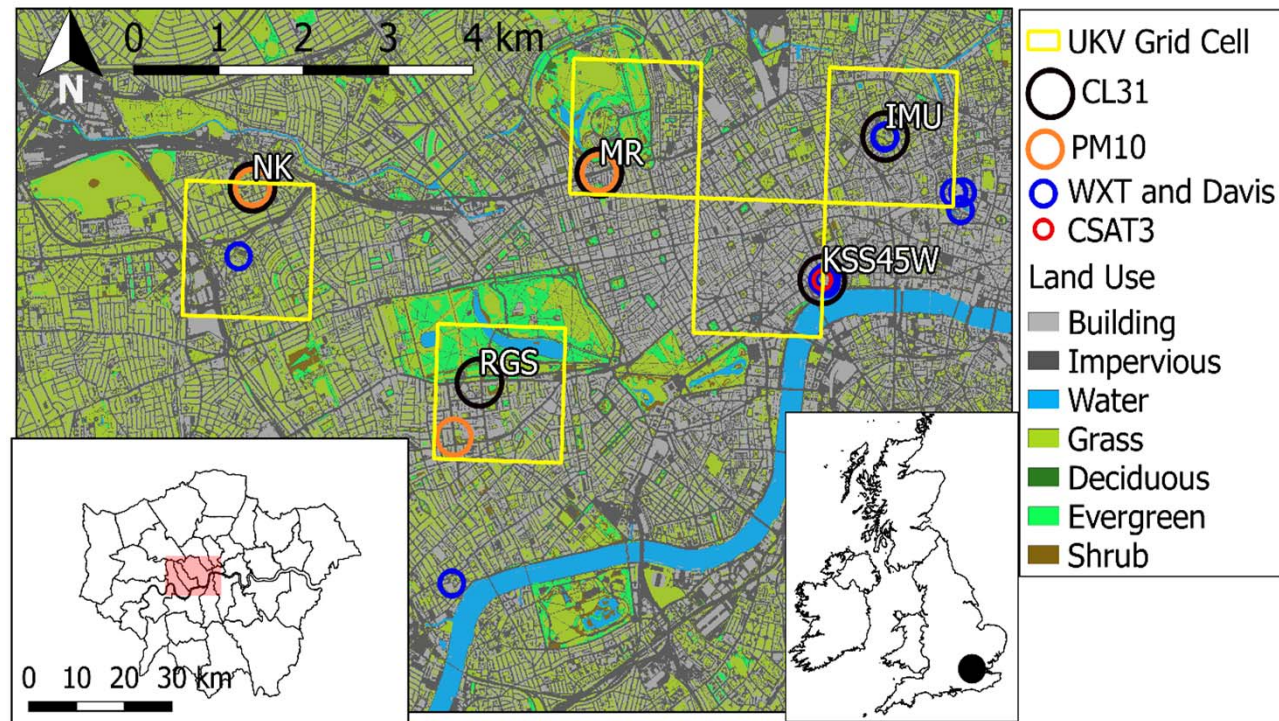 0 1 2 3 4 km
N
NK
MR
IMU
KSS45W
RGS
0 10 20 30 km
UKV Grid Cell
CL31
PM10
WXT and Davis
CSAT3
Land Use
Building
Impervious
Water
Grass
Deciduous
Evergreen
Shrub